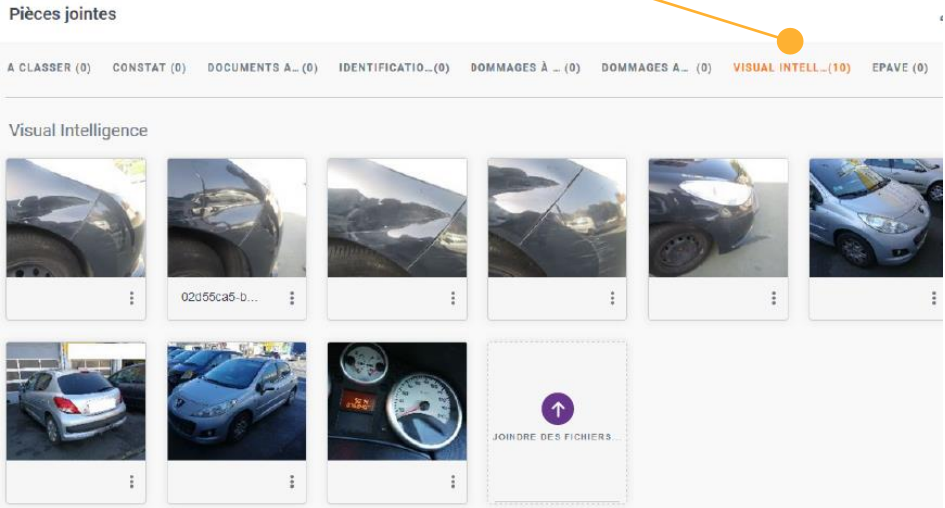 Pièces jointes
A CLASSER (0) CONSTAT (0) DOCUMENTS A... (0) IDENTIFICATIO...(0) DOMMAGES À ... (0) DOMMAGES A... (0) VISUAL INTELL...(10) EPAVE (0)
Visual Intelligence
02d55ca5-b...
JOINDRE DES FICHIERS...